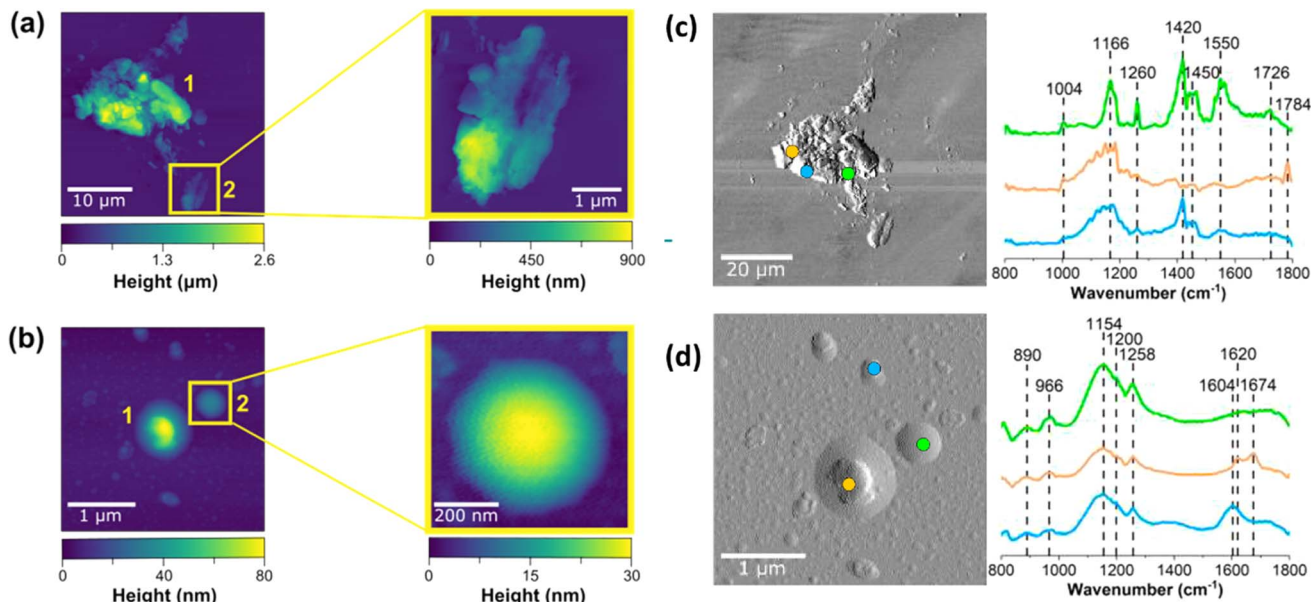 (a)
1
2
10 μm
1 μm
0 1.3 2.6
Height (μm)
0 450 900
Height (nm)
(b)
1
2
1 μm
200 nm
0 40 80
Height (nm)
0 15 30
Height (nm)
(c)
20 μm
1420
1166 1550
1260 1450 1726
1004 1784
800 1000 1200 1400 1600 1800
Wavenumber (cm-1)
(d)
1 μm
1154
1200 1620
890 1258
966 1604 1674
800 1000 1200 1400 1600 1800
Wavenumber (cm-1)